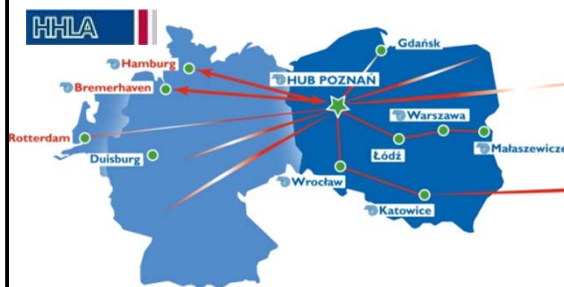 HHLA
Gdańsk
Hamburg
HUB POZNAŃ
Bremerhaven
Warszawa
Rotterdam
Łódź
Małaszewicze
Duisburg
Wrocław
Katowice